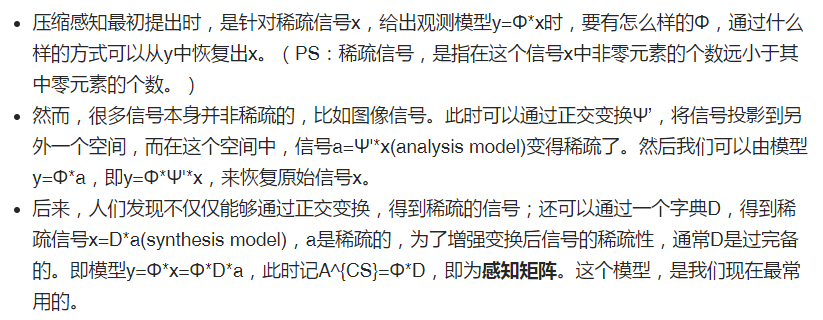 • 压缩感知最初提出时，是针对稀疏信号x，给出观测模型y=Φ*x时，要有怎么样的Φ，通过什么
样的方式可以从y中恢复出x。（PS：稀疏信号，是指在这个信号x中非零元素的个数远小于其
中零元素的个数。）
• 然而，很多信号本身并非稀疏的，比如图像信号。此时可以通过正交变换Ψ’，将信号投影到另
外一个空间，而在这个空间中，信号a=Ψ'*x(analysis model)变得稀疏了。然后我们可以由模型
y=Φ*a，即y=Φ*Ψ'*x，来恢复原始信号x。
• 后来，人们发现不仅仅能够通过正交变换，得到稀疏的信号；还可以通过一个字典D，得到稀
疏信号x=D*a(synthesis model)，a是稀疏的，为了增强变换后信号的稀疏性，通常D是过完备
的。即模型y=Φ*x=Φ*D*a，此时记A^{CS}=Φ*D，即为感知矩阵。这个模型，是我们现在最常
用的。